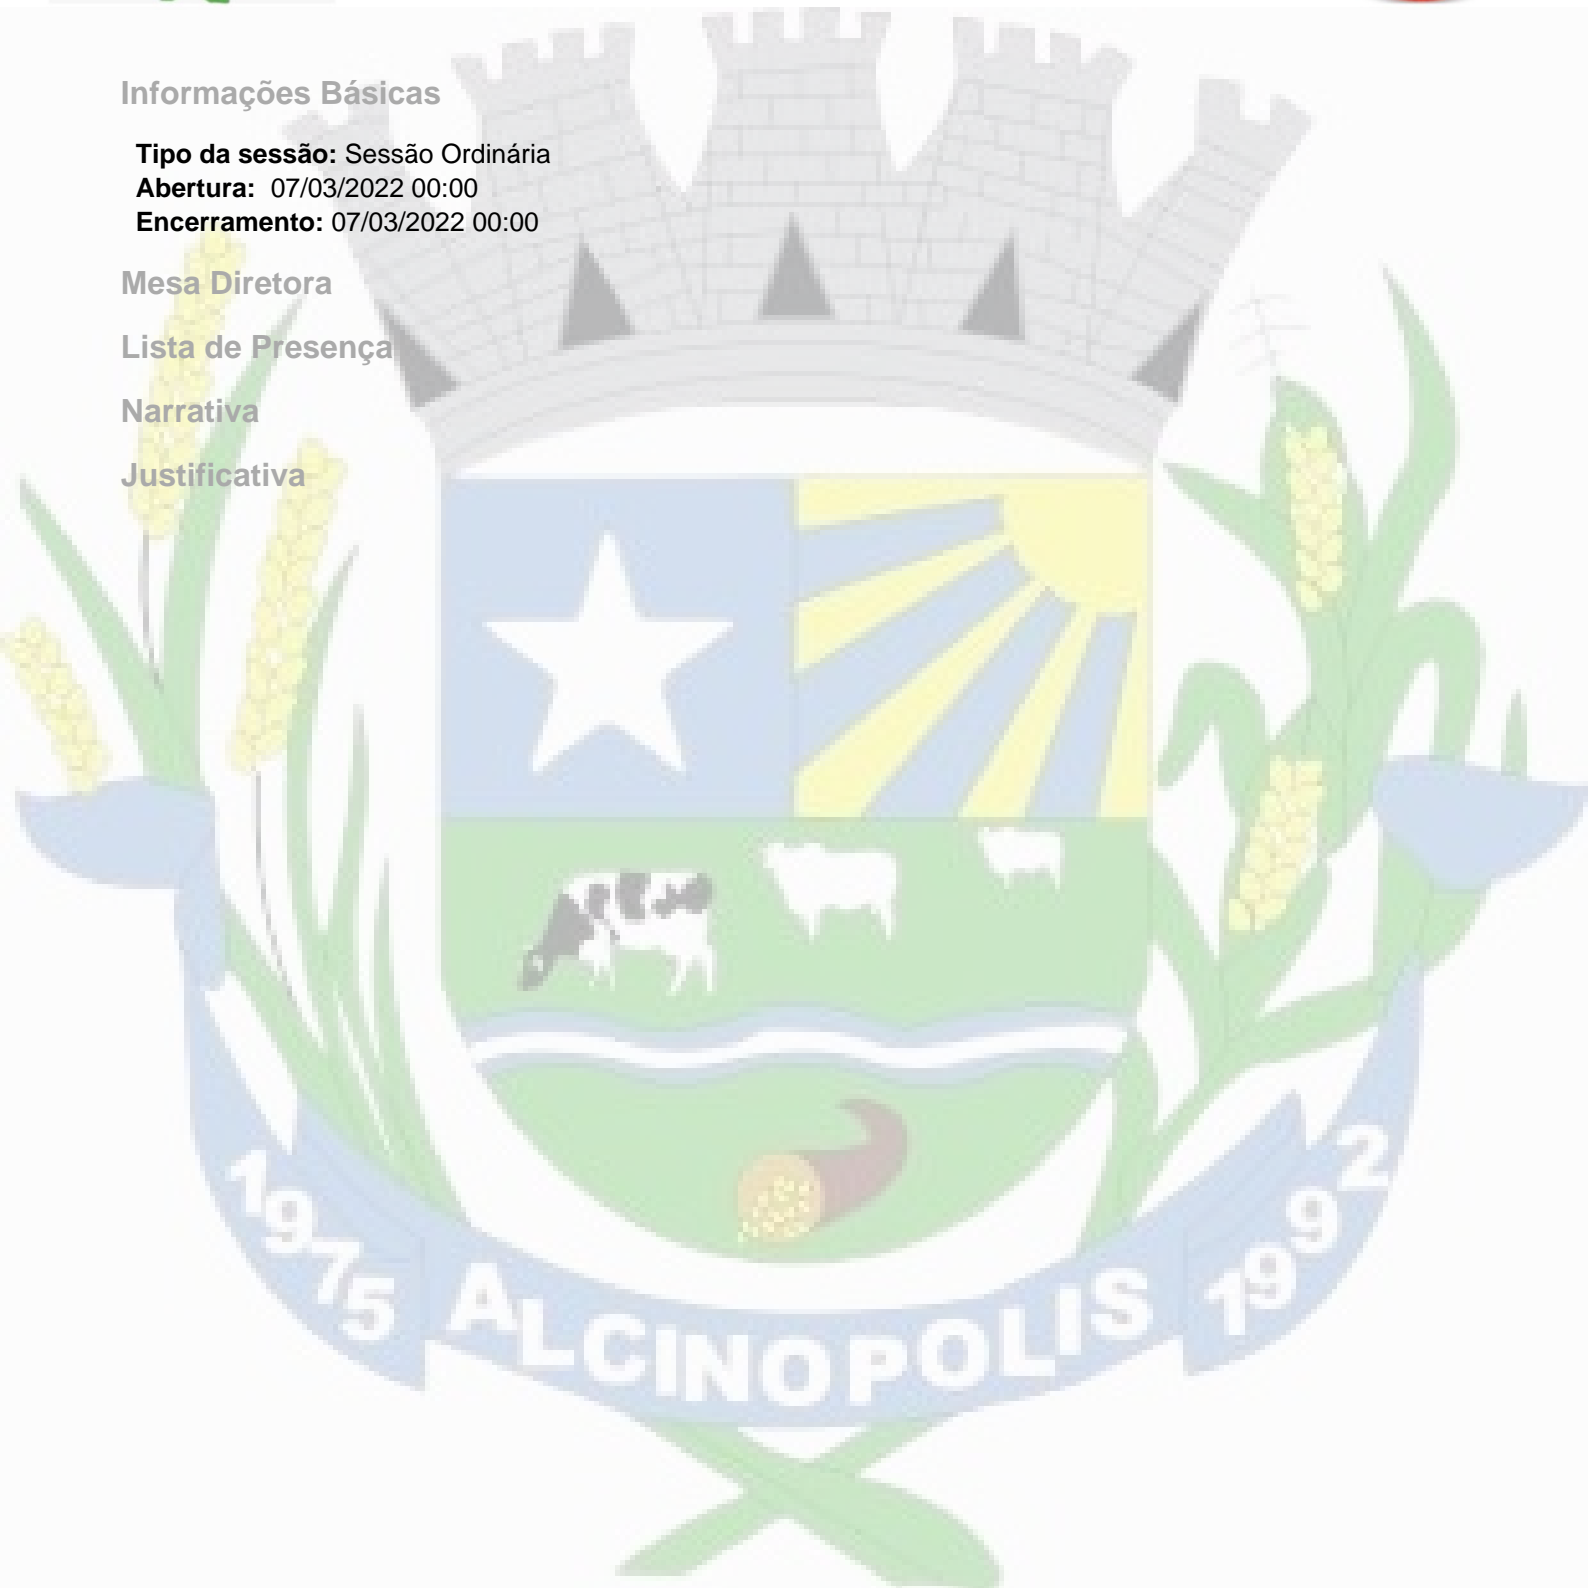 Informações Básicas
Tipo da sessão: Sessão Ordinária
Abertura: 07/03/2022 00:00
Encerramento: 07/03/2022 00:00
Mesa Diretora
Lista de Presença
Narrativa
Justificativa
1975 ALCINOPOLIS 1992